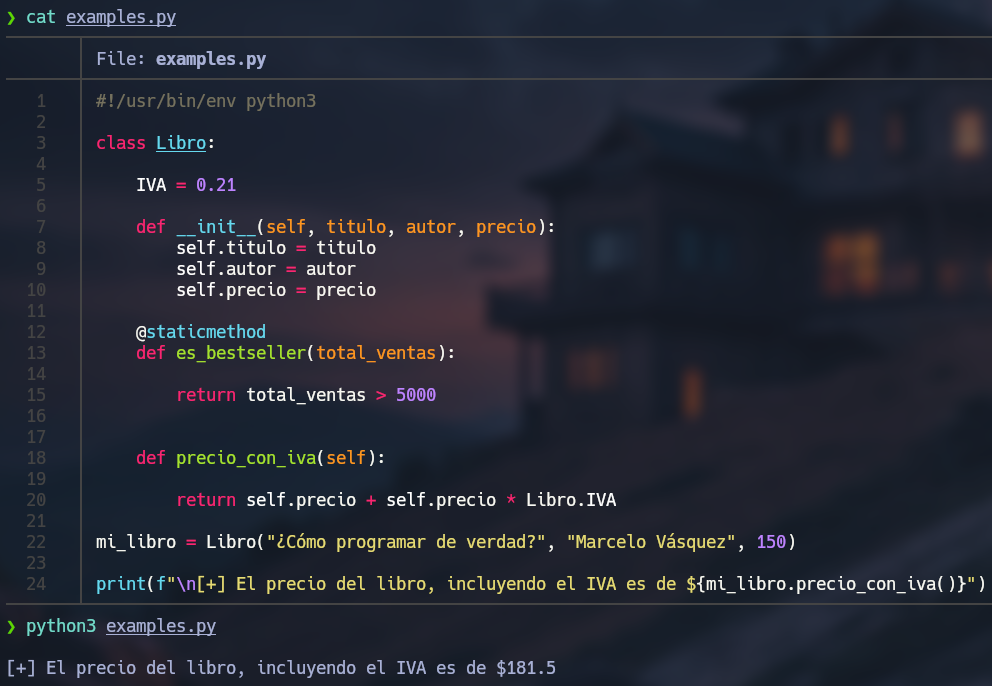 ❯ cat examples.py
File: examples.py
1 #!/usr/bin/env python3
2
3 class Libro:
4
5     IVA = 0.21
6
7     def __init__(self, titulo, autor, precio):
8         self.titulo = titulo
9         self.autor = autor
10         self.precio = precio
11
12     @staticmethod
13     def es_bestseller(total_ventas):
14
15         return total_ventas > 5000
16
17
18     def precio_con_iva(self):
19
20         return self.precio + self.precio * Libro.IVA
21
22 mi_libro = Libro("¿Cómo programar de verdad?", "Marcelo Vásquez", 150)
23
24 print(f"\n[+] El precio del libro, incluyendo el IVA es de ${mi_libro.precio_con_iva()}")
❯ python3 examples.py
[+] El precio del libro, incluyendo el IVA es de $181.5